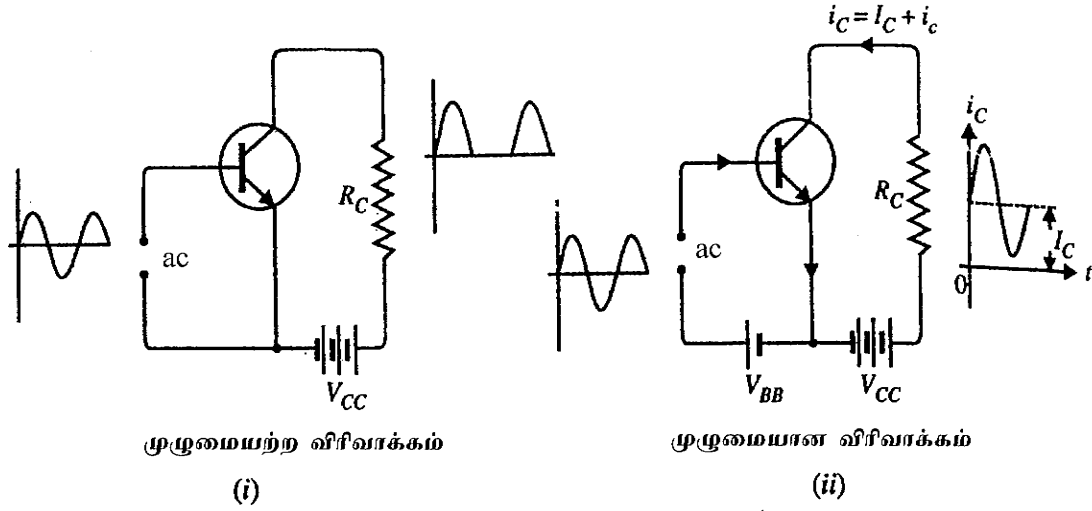 ac
R_C
V_CC
முழுமையற்ற விரிவாக்கம்
(i)
i_C = I_C + i_c
ac
R_C
V_BB
V_CC
i_C
I_C
0
t
முழுமையான விரிவாக்கம்
(ii)